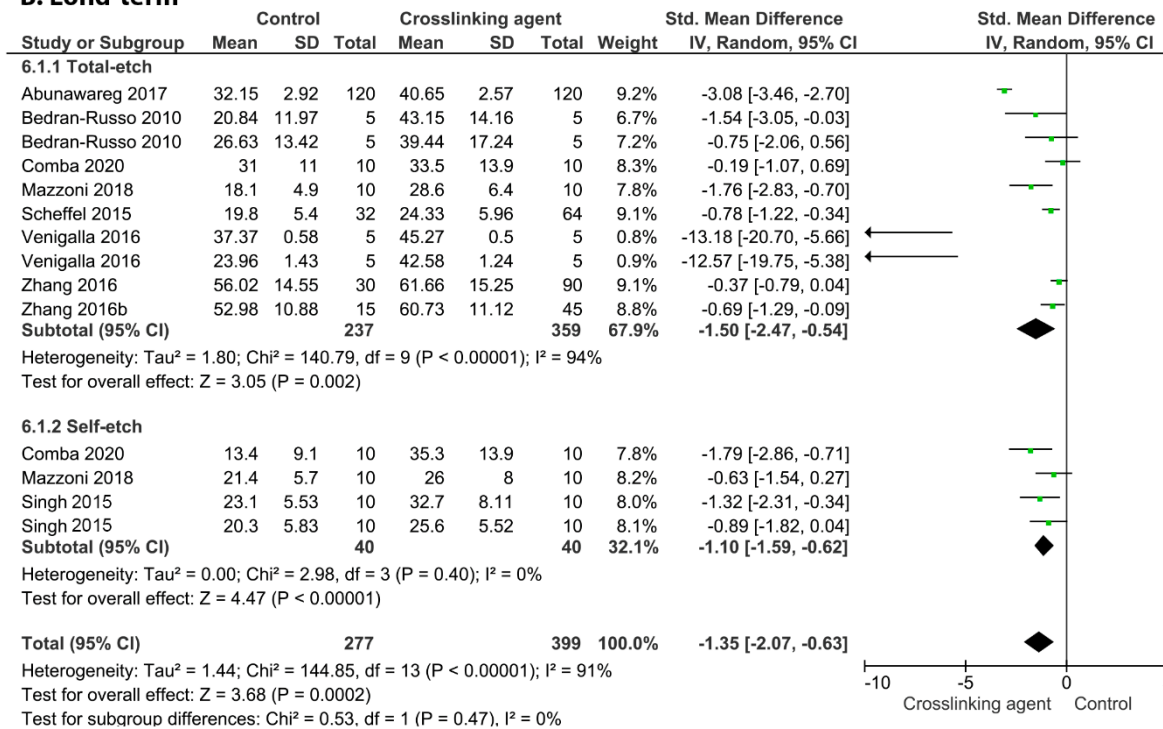 B. Long-term
Control Crosslinking agent Std. Mean Difference Std. Mean Difference
Study or Subgroup Mean SD Total Mean SD Total Weight IV, Random, 95% CI IV, Random, 95% CI
6.1.1 Total-etch
Abunawareg 2017 32.15 2.92 120 40.65 2.57 120 9.2% -3.08 [-3.46, -2.70]
Bedran-Russo 2010 20.84 11.97 5 43.15 14.16 5 6.7% -1.54 [-3.05, -0.03]
Bedran-Russo 2010 26.63 13.42 5 39.44 17.24 5 7.2% -0.75 [-2.06, 0.56]
Comba 2020 31 11 10 33.5 13.9 10 8.3% -0.19 [-1.07, 0.69]
Mazzoni 2018 18.1 4.9 10 28.6 6.4 10 7.8% -1.76 [-2.83, -0.70]
Scheffel 2015 19.8 5.4 32 24.33 5.96 64 9.1% -0.78 [-1.22, -0.34]
Venigalla 2016 37.37 0.58 5 45.27 0.5 5 0.8% -13.18 [-20.70, -5.66]
Venigalla 2016 23.96 1.43 5 42.58 1.24 5 0.9% -12.57 [-19.75, -5.38]
Zhang 2016 56.02 14.55 30 61.66 15.25 90 9.1% -0.37 [-0.79, 0.04]
Zhang 2016b 52.98 10.88 15 60.73 11.12 45 8.8% -0.69 [-1.29, -0.09]
Subtotal (95% CI) 237 359 67.9% -1.50 [-2.47, -0.54]
Heterogeneity: Tau² = 1.80; Chi² = 140.79, df = 9 (P < 0.00001); I² = 94%
Test for overall effect: Z = 3.05 (P = 0.002)
6.1.2 Self-etch
Comba 2020 13.4 9.1 10 35.3 13.9 10 7.8% -1.79 [-2.86, -0.71]
Mazzoni 2018 21.4 5.7 10 26 8 10 8.2% -0.63 [-1.54, 0.27]
Singh 2015 23.1 5.53 10 32.7 8.11 10 8.0% -1.32 [-2.31, -0.34]
Singh 2015 20.3 5.83 10 25.6 5.52 10 8.1% -0.89 [-1.82, 0.04]
Subtotal (95% CI) 40 40 32.1% -1.10 [-1.59, -0.62]
Heterogeneity: Tau² = 0.00; Chi² = 2.98, df = 3 (P = 0.40); I² = 0%
Test for overall effect: Z = 4.47 (P < 0.00001)
Total (95% CI) 277 399 100.0% -1.35 [-2.07, -0.63]
Heterogeneity: Tau² = 1.44; Chi² = 144.85, df = 13 (P < 0.00001); I² = 91%
Test for overall effect: Z = 3.68 (P = 0.0002)
Test for subgroup differences: Chi² = 0.53, df = 1 (P = 0.47), I² = 0%
-10 -5 0
Crosslinking agent Control